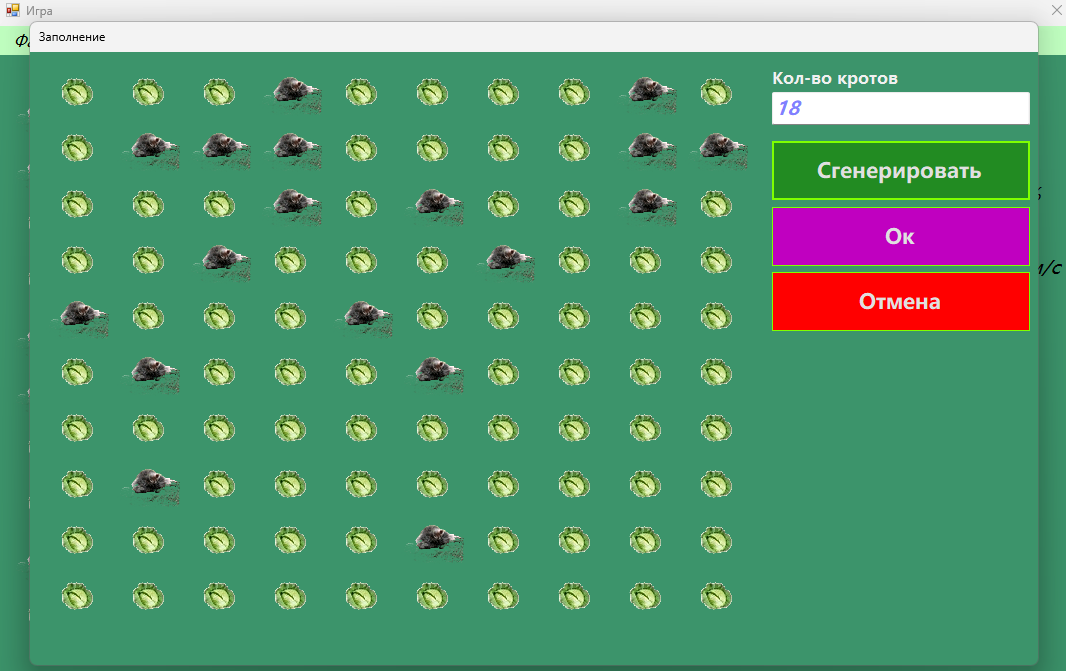 Игра
Заполнение
Кол-во кротов
18
Сгенерировать
Ок
Отмена
м/с